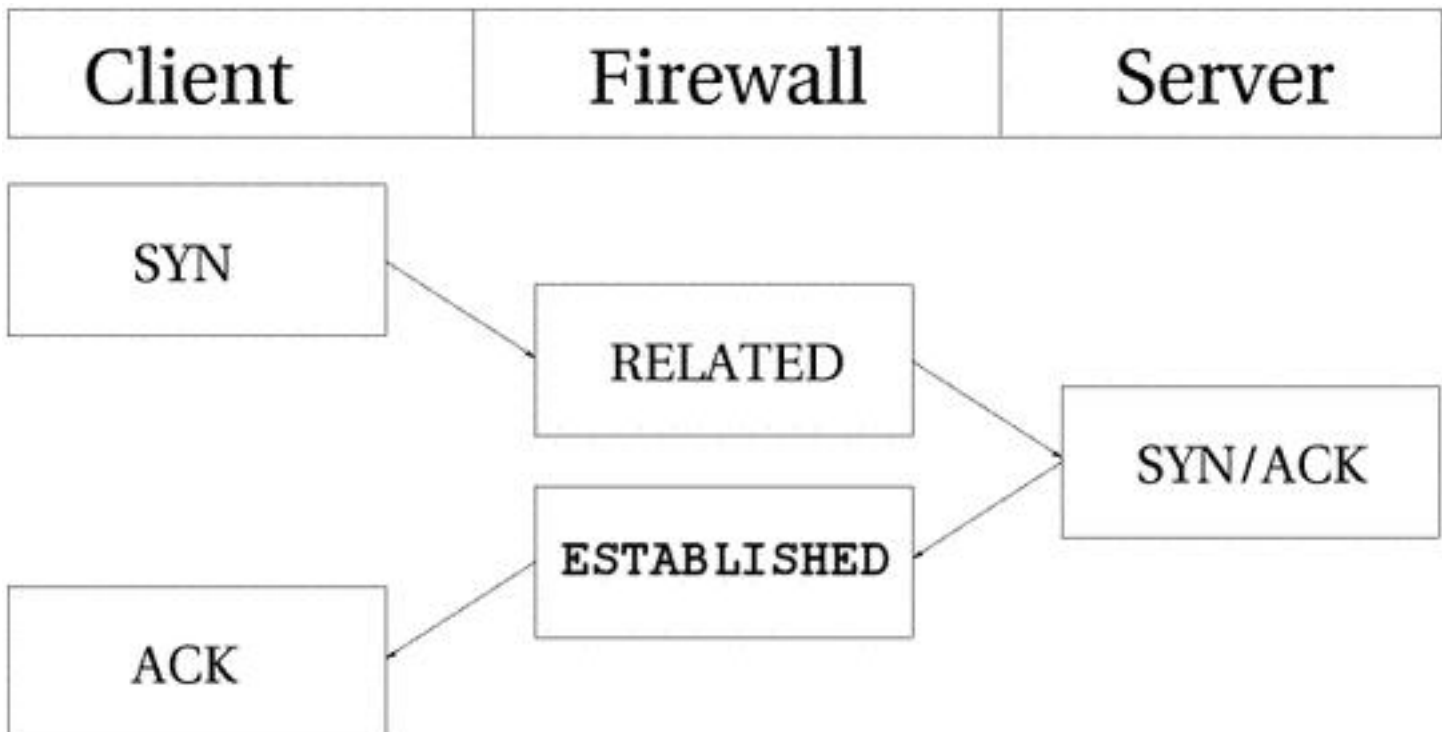 Client Firewall Server
SYN
RELATED
SYN/ACK
ESTABLISHED
ACK